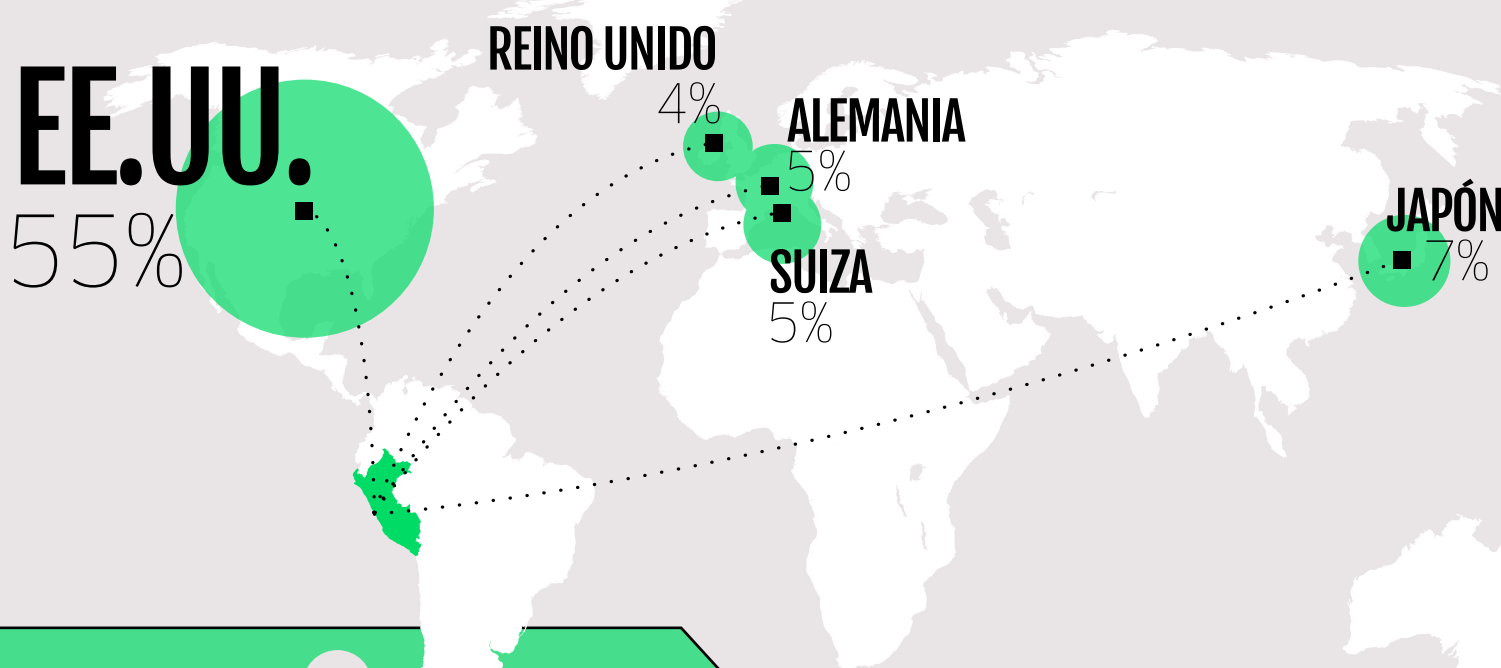 REINO UNIDO
4%
EE.UU.
55%
ALEMANIA
5%
SUIZA
5%
JAPÓN
7%